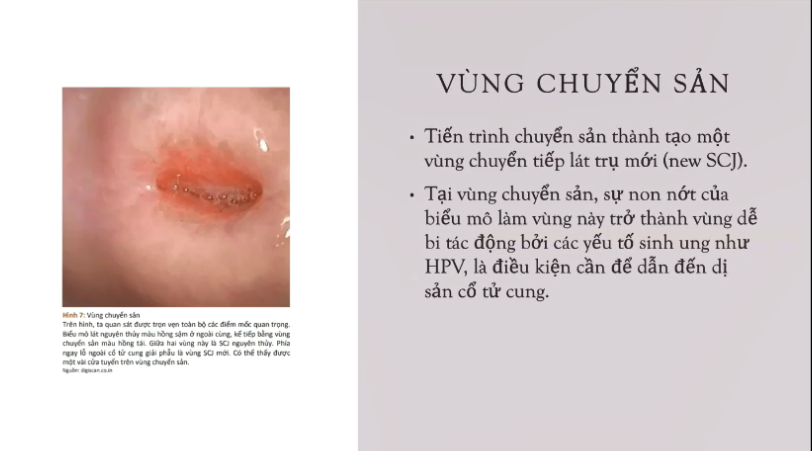 VÙNG CHUYỂN SẢN
• Tiến trình chuyển sản thành tạo một
vùng chuyển tiếp lát trụ mới (new SCJ).
• Tại vùng chuyển sản, sự non nớt của
biểu mô làm vùng này trở thành vùng dễ
bi tác động bởi các yếu tố sinh ung như
HPV, là điều kiện cần để dẫn đến dị
sản cổ tử cung.
Hình 7: Vùng chuyển sản
Trên hình, ta quan sát được trọn vẹn toàn bộ các điểm mốc quan trọng.
Biểu mô lát nguyên thủy màu hồng sậm ở ngoài cùng, kế tiếp bằng vùng
chuyển sản màu hồng tái. Giữa hai vùng này là SCJ nguyên thủy. Phía
ngay lỗ ngoài cổ tử cung giải phẫu là vùng SCJ mới. Có thể thấy được
một vài cửa tuyến trên vùng chuyển sản.
Nguồn: digiscan.co.in